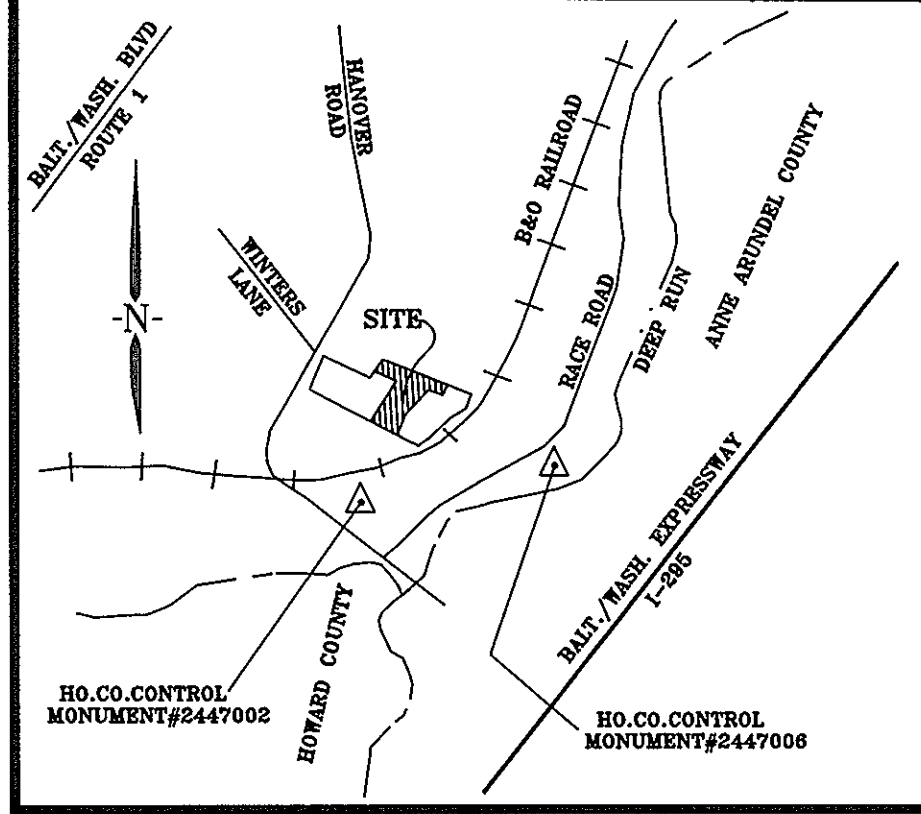 BALT./WASH. BLVD
ROUTE 1
HANOVER
ROAD
B&O RAILROAD
ANNE ARUNDEL COUNTY
WINTERS
LANE
-N-
SITE
RACE ROAD
DEEP RUN
BALT./WASH. EXPRESSWAY
I-295
HOWARD COUNTY
HO.CO.CONTROL
MONUMENT#2447002
HO.CO.CONTROL
MONUMENT#2447006